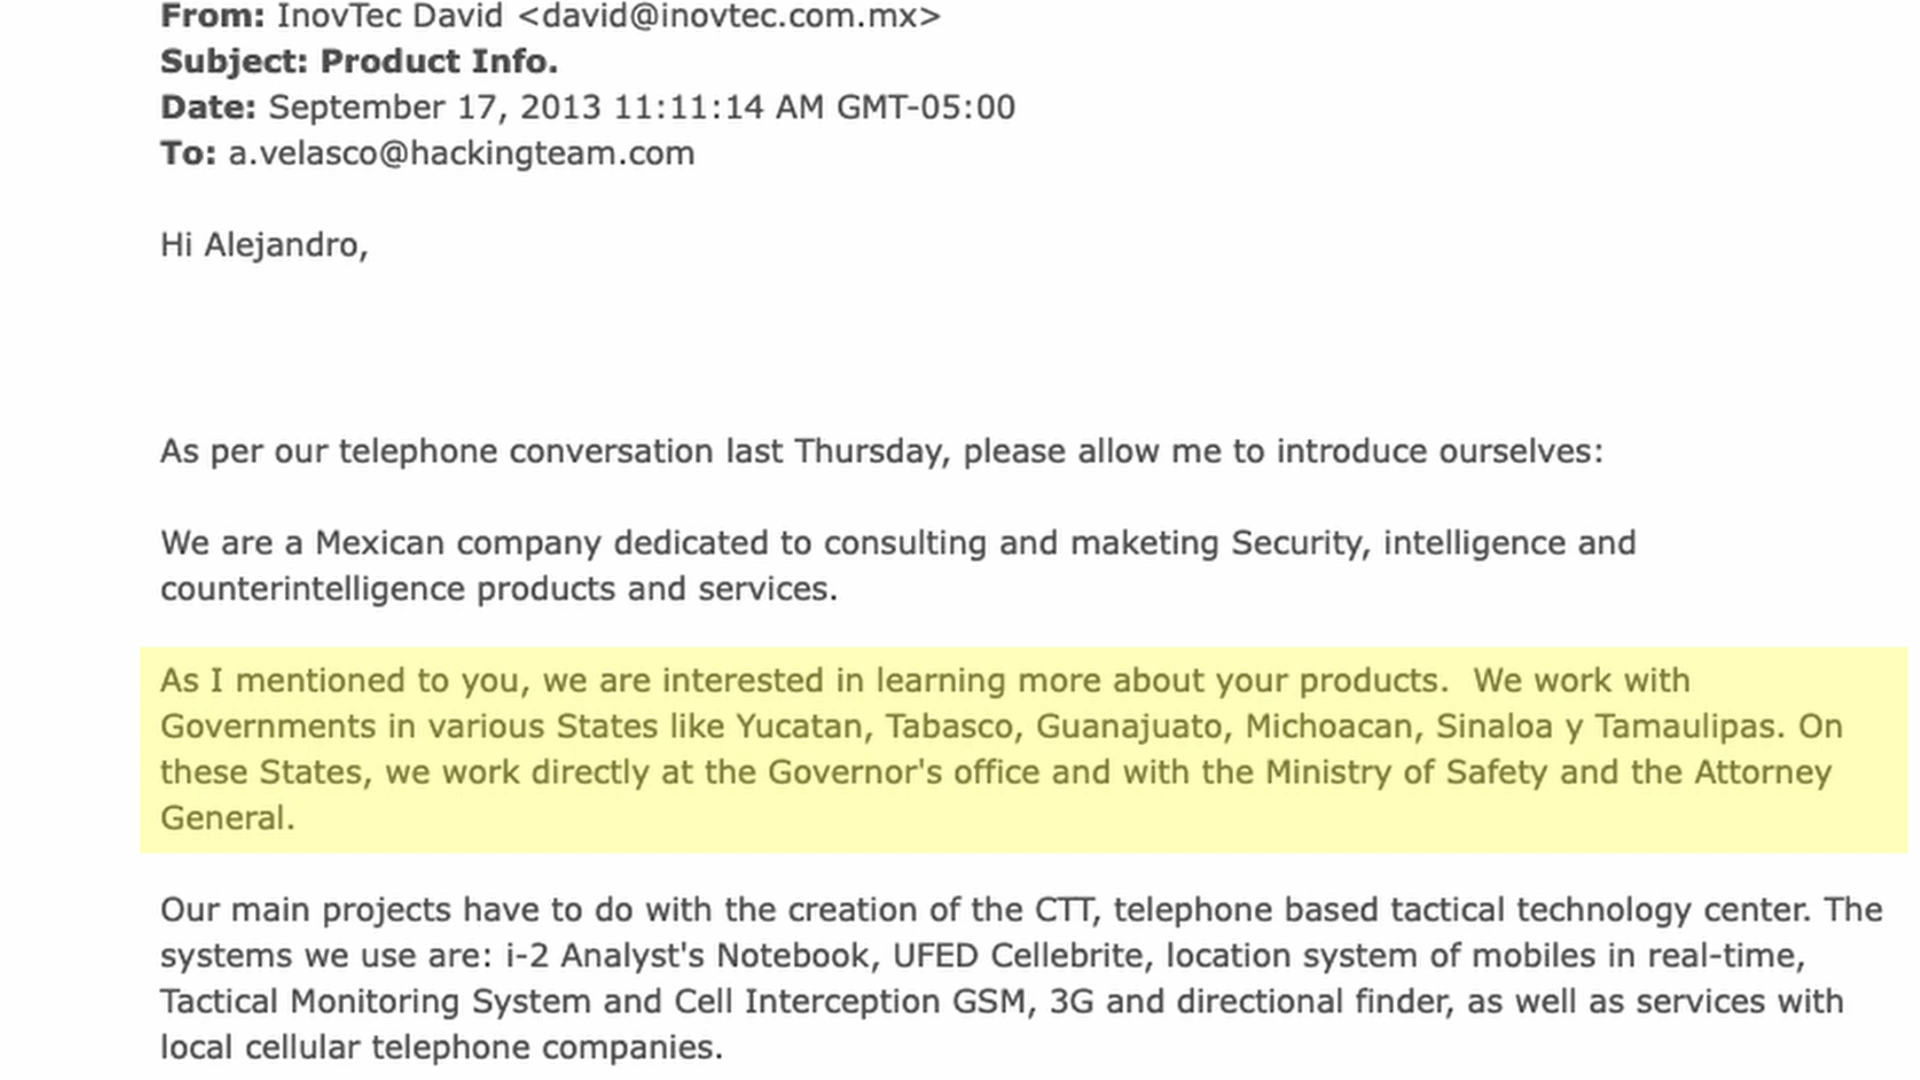 From: InovTec David <david@inovtec.com.mx>
Subject: Product Info.
Date: September 17, 2013 11:11:14 AM GMT-05:00
To: a.velasco@hackingteam.com
Hi Alejandro,
As per our telephone conversation last Thursday, please allow me to introduce ourselves:
We are a Mexican company dedicated to consulting and maketing Security, intelligence and
counterintelligence products and services.
As I mentioned to you, we are interested in learning more about your products.  We work with
Governments in various States like Yucatan, Tabasco, Guanajuato, Michoacan, Sinaloa y Tamaulipas. On
these States, we work directly at the Governor's office and with the Ministry of Safety and the Attorney
General.
Our main projects have to do with the creation of the CTT, telephone based tactical technology center. The
systems we use are: i-2 Analyst's Notebook, UFED Cellebrite, location system of mobiles in real-time,
Tactical Monitoring System and Cell Interception GSM, 3G and directional finder, as well as services with
local cellular telephone companies.